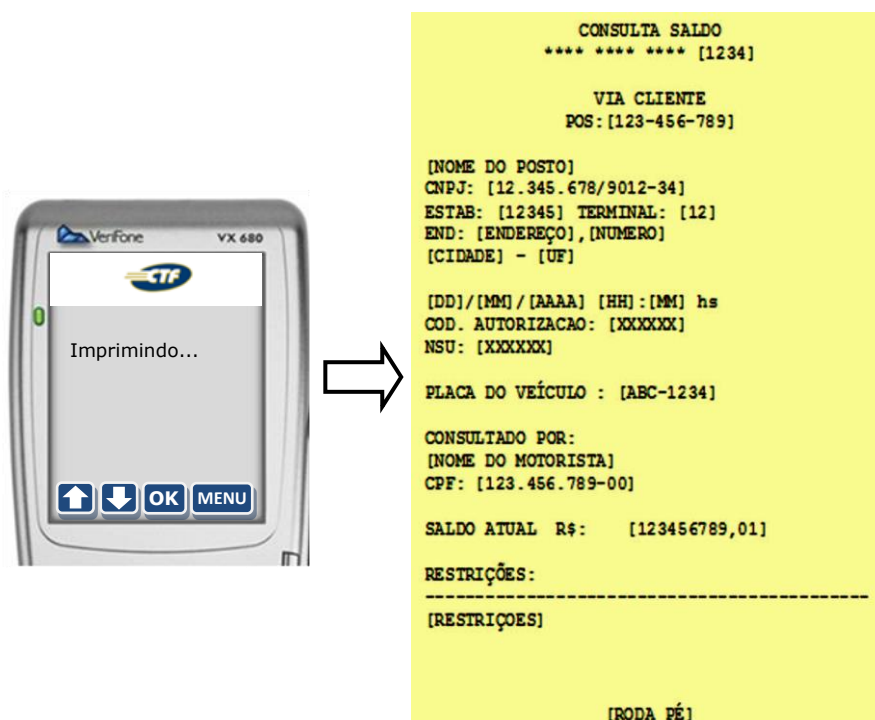 VeriFone VX 680
CTF
Imprimindo...
OK MENU
CONSULTA SALDO
**** **** **** [1234]
VIA CLIENTE
POS:[123-456-789]
[NOME DO POSTO]
CNPJ: [12.345.678/9012-34]
ESTAB: [12345] TERMINAL: [12]
END: [ENDEREÇO],[NUMERO]
[CIDADE] - [UF]
[DD]/[MM]/[AAAA] [HH]:[MM] hs
COD. AUTORIZACAO: [XXXXXX]
NSU: [XXXXXX]
PLACA DO VEÍCULO : [ABC-1234]
CONSULTADO POR:
[NOME DO MOTORISTA]
CPF: [123.456.789-00]
SALDO ATUAL R$: [123456789,01]
RESTRIÇÕES:
--------------------------------------------
[RESTRIÇOES]
[RODA PÉ]